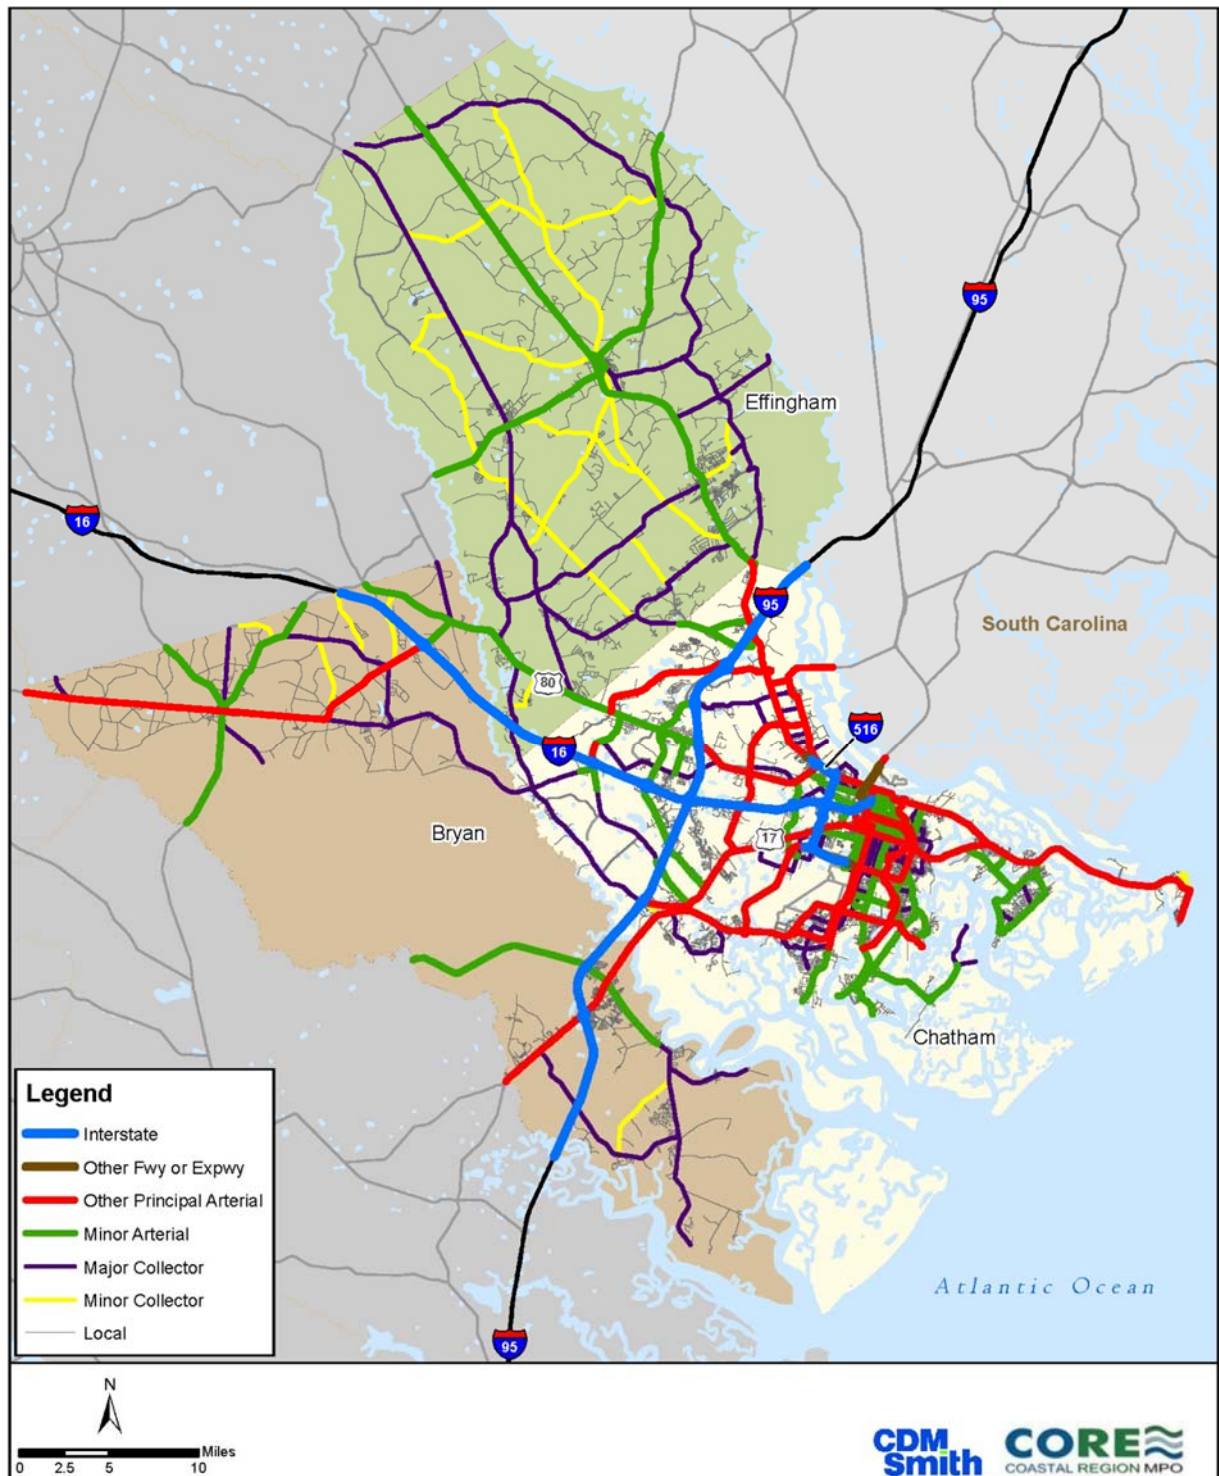 95
Effingham
16
95
South Carolina
80
516
16
17
Bryan
Chatham
Legend
Interstate
Other Fwy or Expwy
Other Principal Arterial
Minor Arterial
Major Collector
Minor Collector
Local
Atlantic Ocean
95
N
Miles
0 2.5 5 10
CDM
Smith
CORE
COASTAL REGION MPO